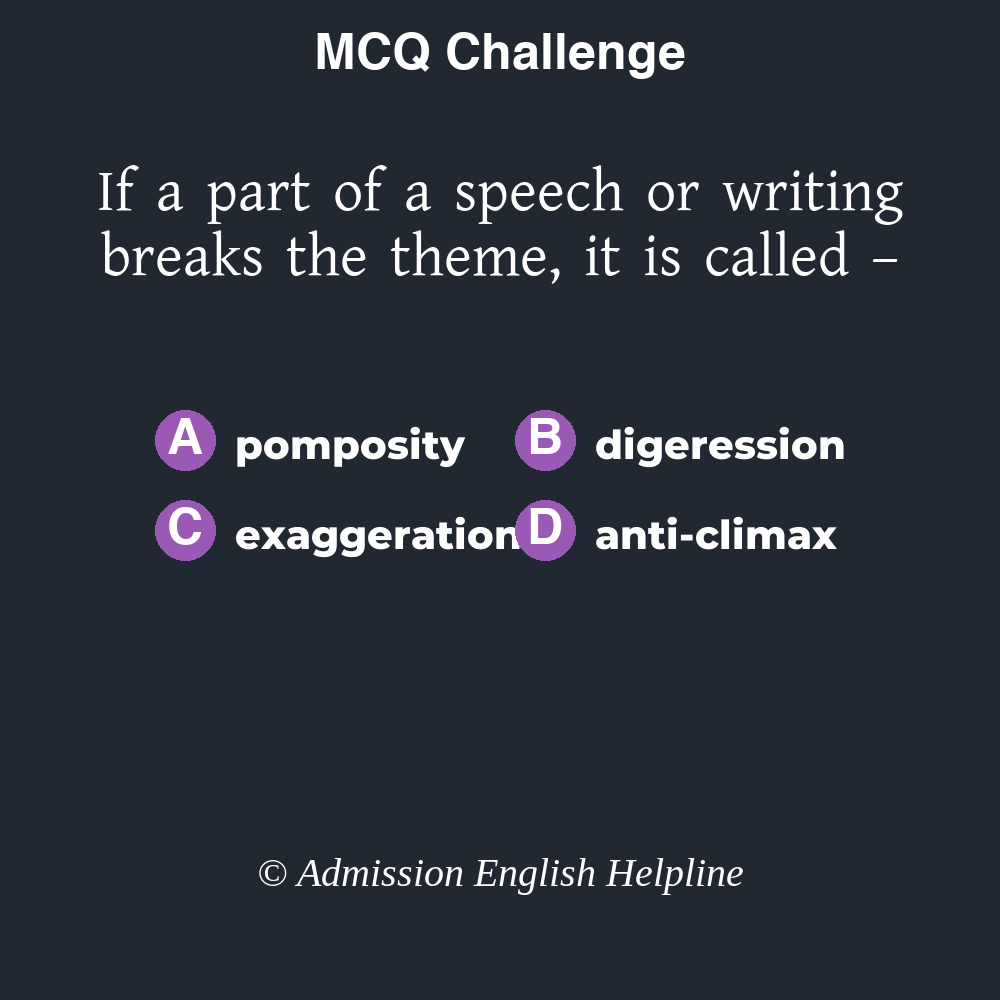 MCQ Challenge
If a part of a speech or writing
breaks the theme, it is called –
A pomposity B digeression
C exaggeration D anti-climax
© Admission English Helpline